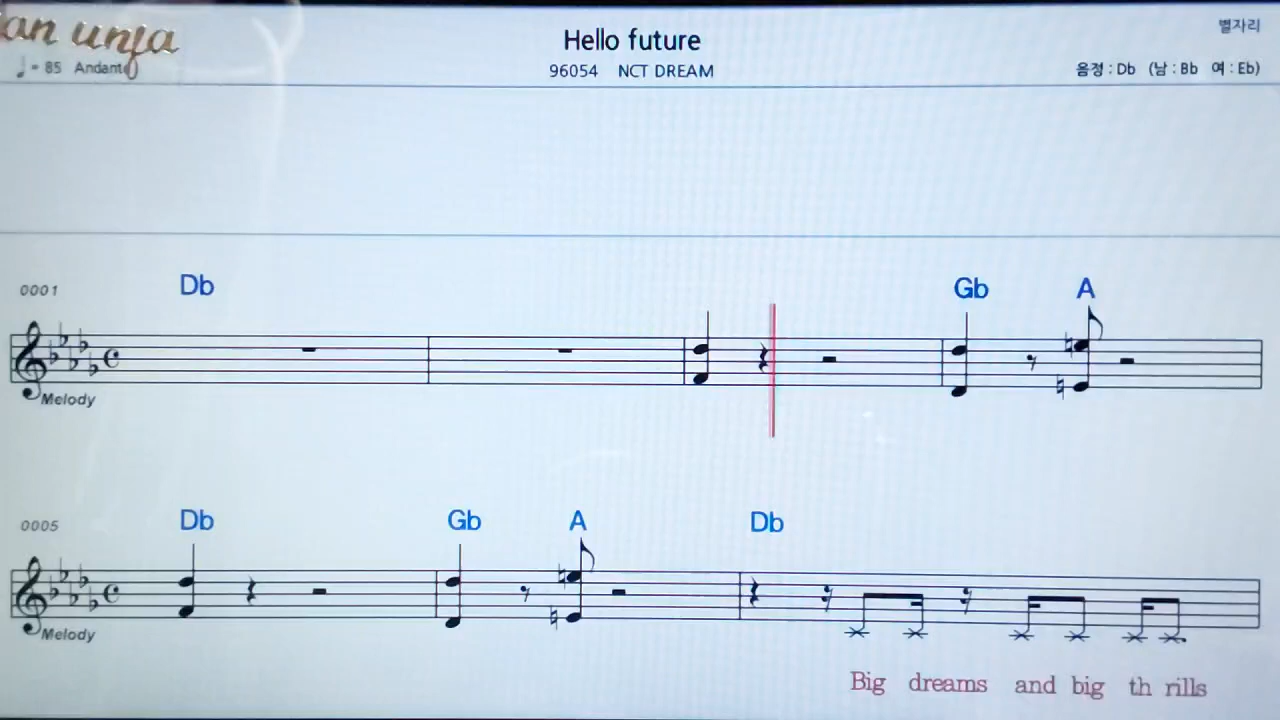 an unja
Hello future
별자리
♩= 85 Andante
96054 NCT DREAM
음정 : Db (남 : Bb 여 : Eb)
0001 Db Gb A
Melody
0005 Db Gb A Db
Melody
Big dreams and big th rills